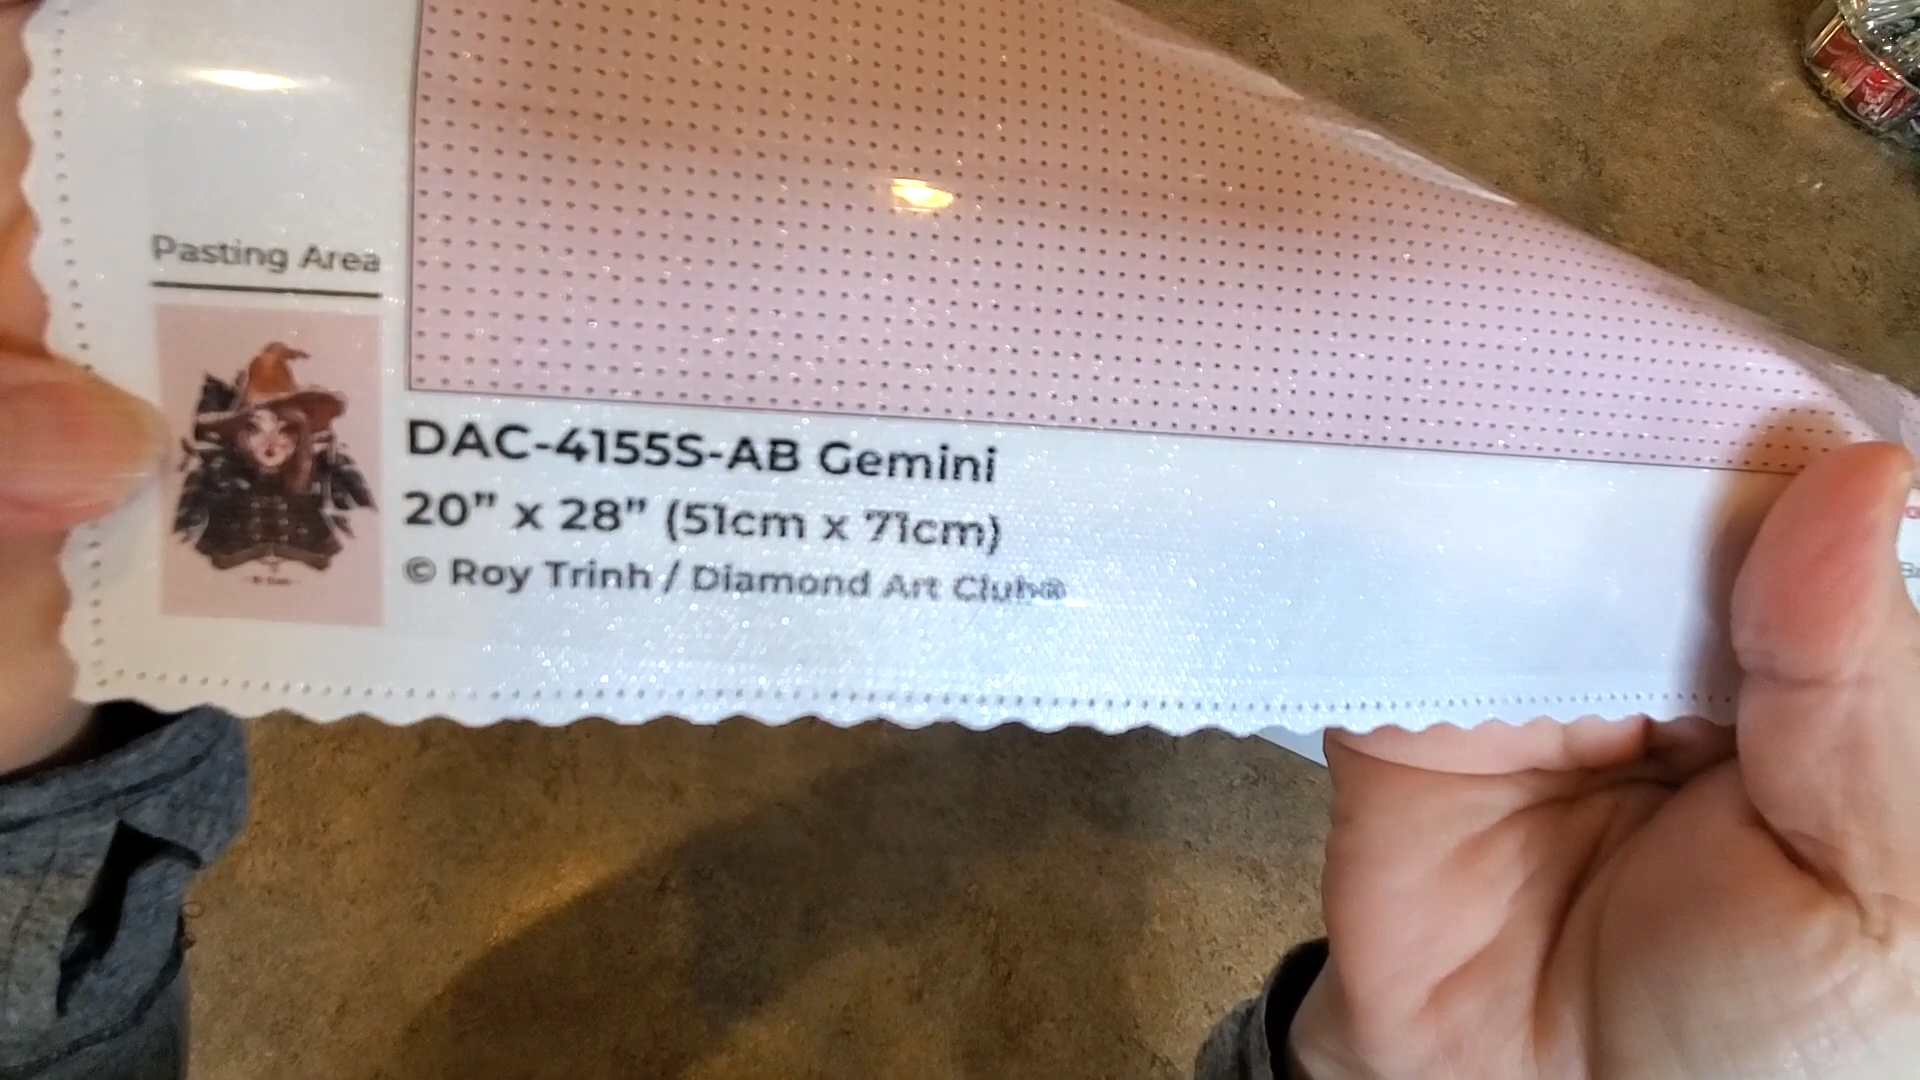 Pasting Area
DAC-4155S-AB Gemini
20” x 28” (51cm x 71cm)
© Roy Trinh / Diamond Art Club®